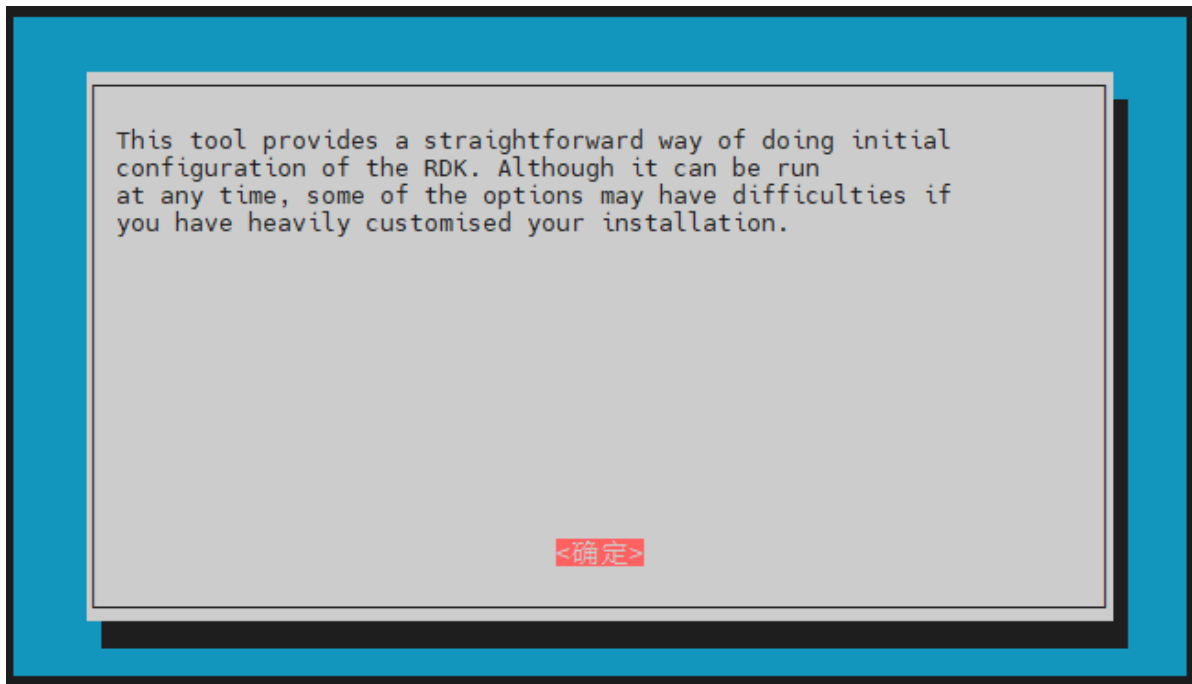 This tool provides a straightforward way of doing initial
configuration of the RDK. Although it can be run
at any time, some of the options may have difficulties if
you have heavily customised your installation.
<确定>